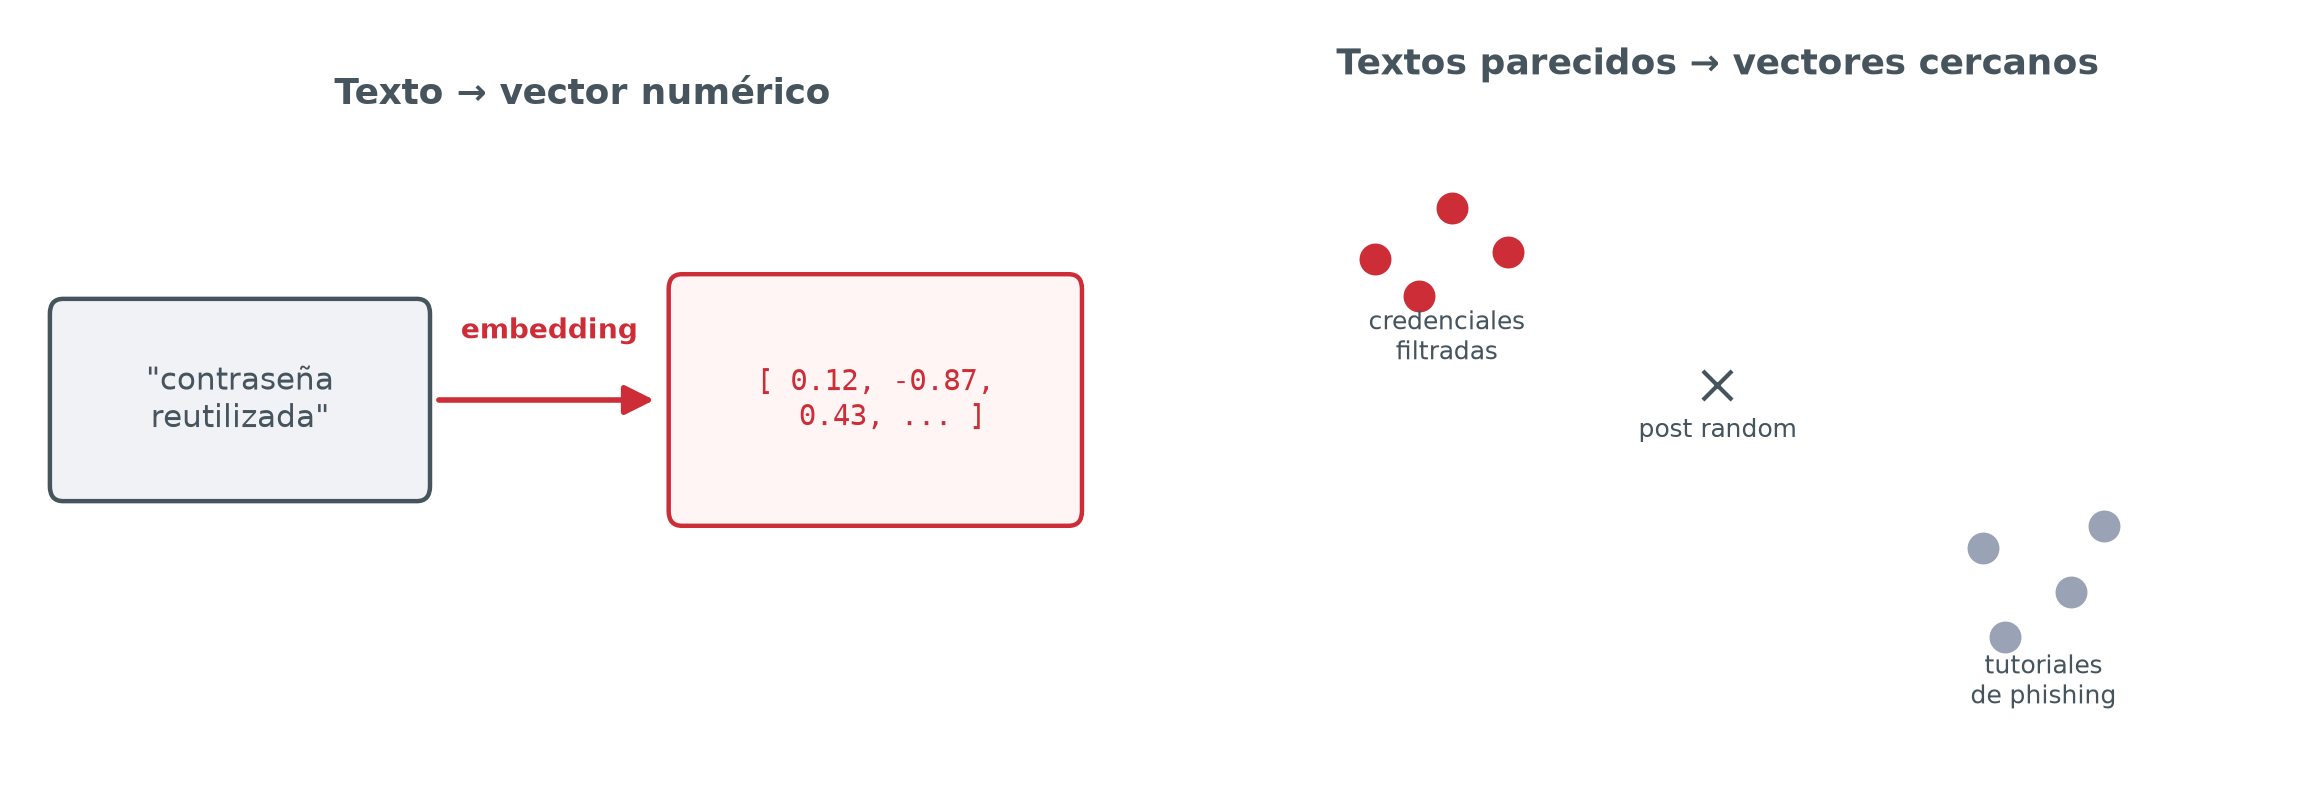 Texto → vector numérico
"contraseña
reutilizada"
embedding
[ 0.12, -0.87,
0.43, ... ]
Textos parecidos → vectores cercanos
credenciales
filtradas
post random
tutoriales
de phishing